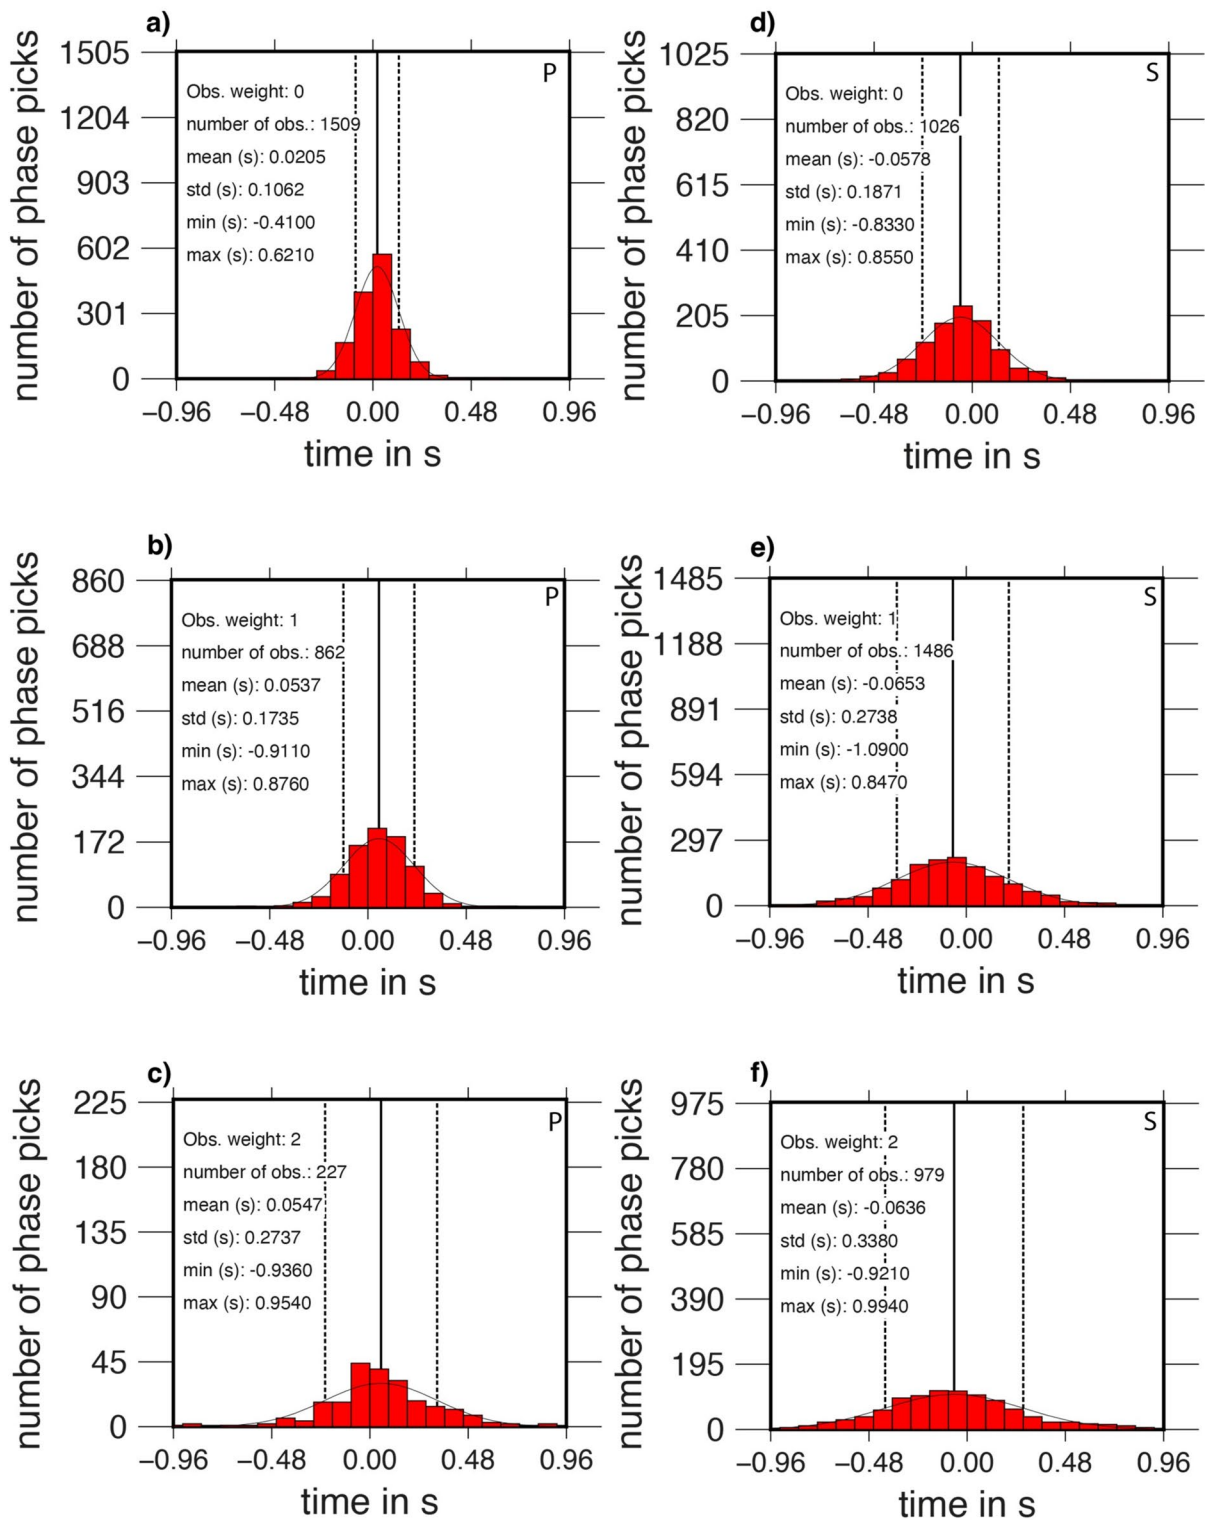 a)
number of phase picks
1505
1204
903
602
301
0
P
Obs. weight: 0
number of obs.: 1509
mean (s): 0.0205
std (s): 0.1062
min (s): -0.4100
max (s): 0.6210
−0.96 −0.48 0.00 0.48 0.96
time in s
d)
number of phase picks
1025
820
615
410
205
0
S
Obs. weight: 0
number of obs.: 1026
mean (s): -0.0578
std (s): 0.1871
min (s): -0.8330
max (s): 0.8550
−0.96 −0.48 0.00 0.48 0.96
time in s
b)
number of phase picks
860
688
516
344
172
0
P
Obs. weight: 1
number of obs.: 862
mean (s): 0.0537
std (s): 0.1735
min (s): -0.9110
max (s): 0.8760
−0.96 −0.48 0.00 0.48 0.96
time in s
e)
number of phase picks
1485
1188
891
594
297
0
S
Obs. weight: 1
number of obs.: 1486
mean (s): -0.0653
std (s): 0.2738
min (s): -1.0900
max (s): 0.8470
−0.96 −0.48 0.00 0.48 0.96
time in s
c)
number of phase picks
225
180
135
90
45
0
P
Obs. weight: 2
number of obs.: 227
mean (s): 0.0547
std (s): 0.2737
min (s): -0.9360
max (s): 0.9540
−0.96 −0.48 0.00 0.48 0.96
time in s
f)
number of phase picks
975
780
585
390
195
0
S
Obs. weight: 2
number of obs.: 979
mean (s): -0.0636
std (s): 0.3380
min (s): -0.9210
max (s): 0.9940
−0.96 −0.48 0.00 0.48 0.96
time in s